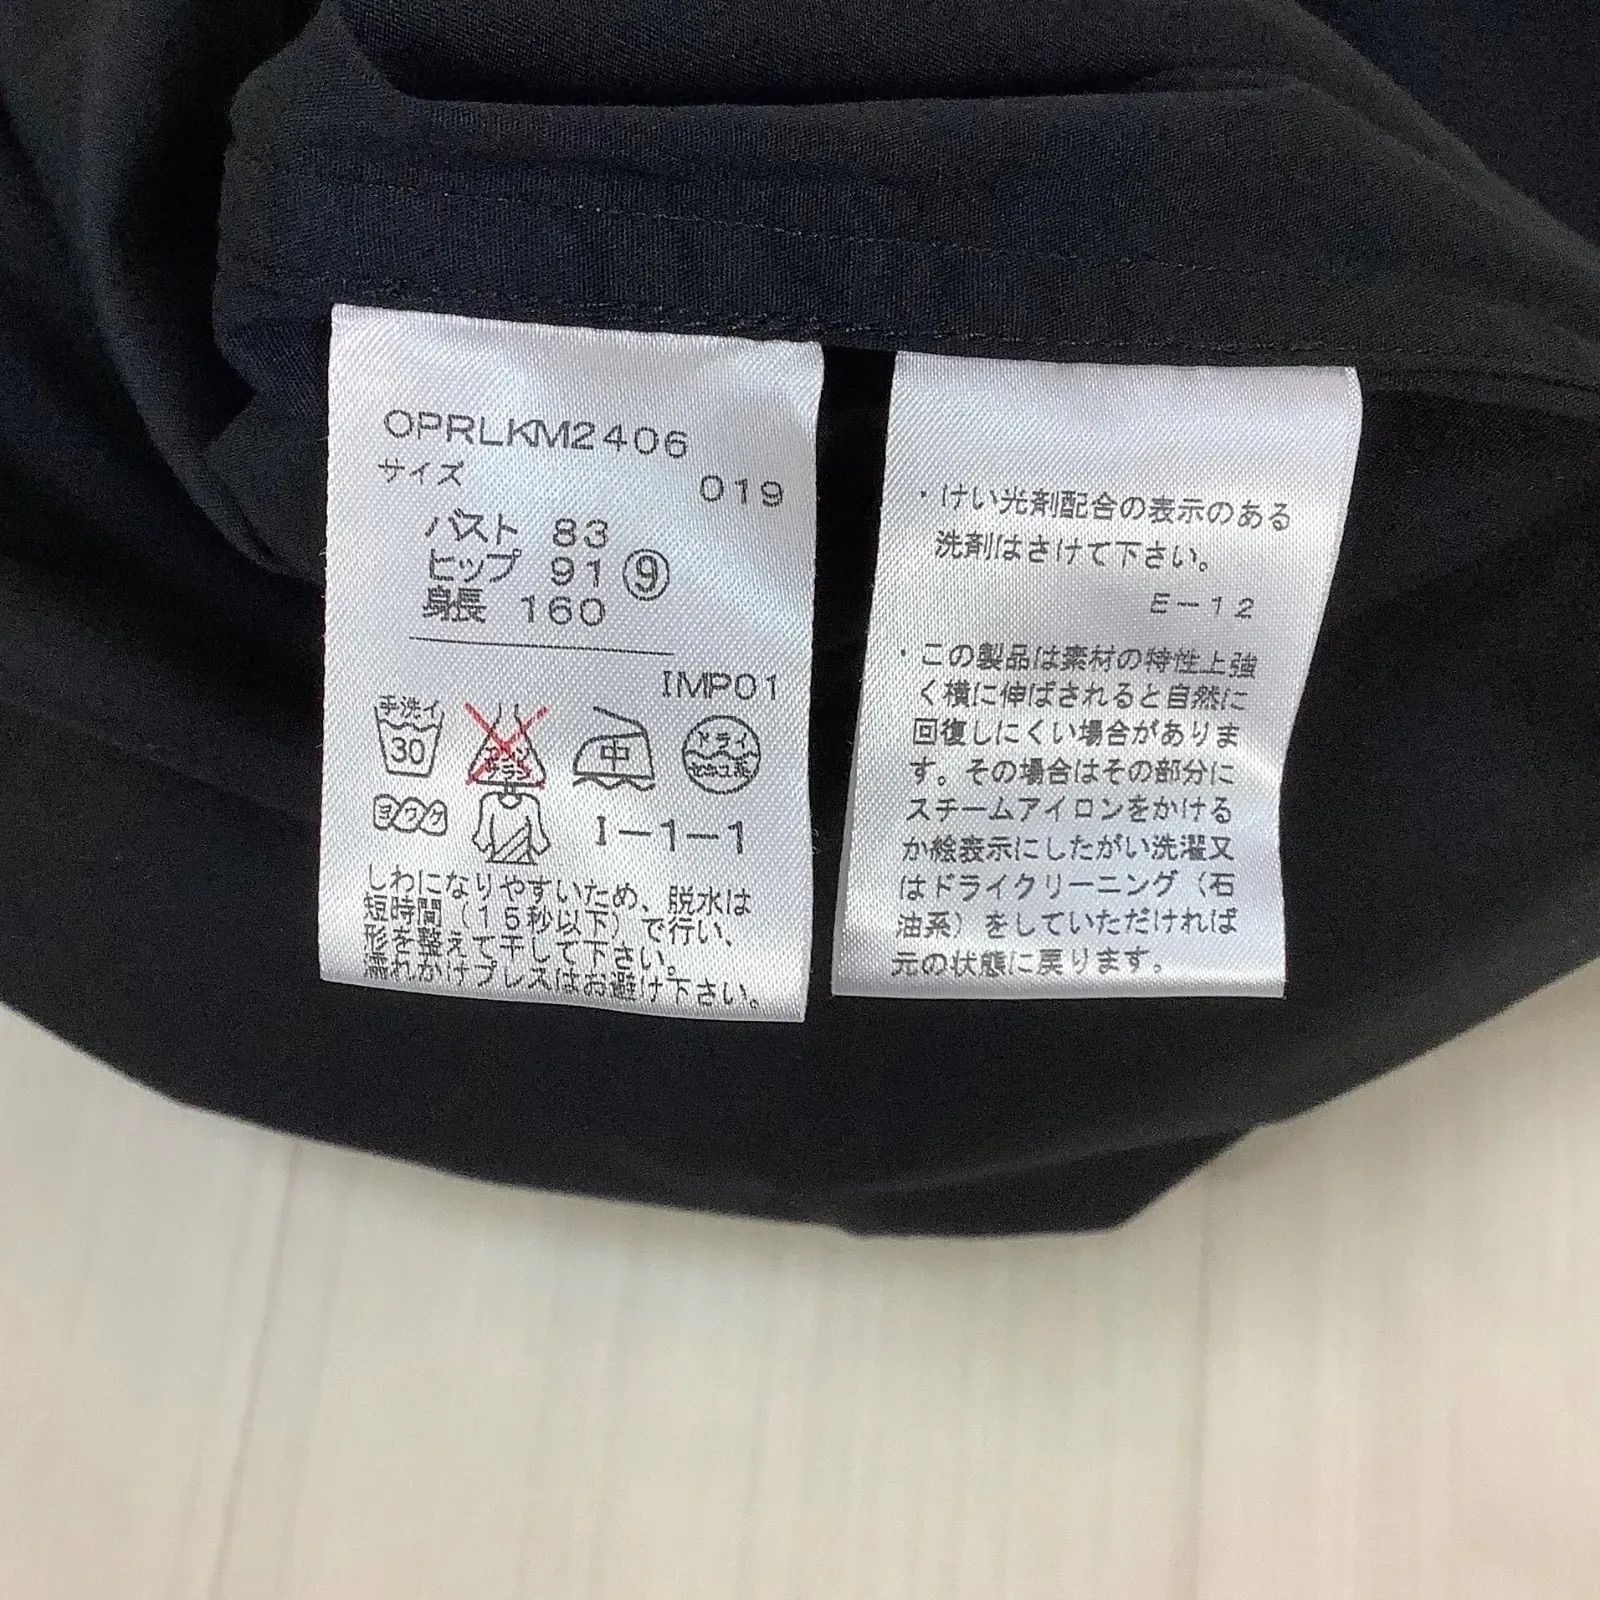 OPRLKM2406
サイズ
019
バスト 83
ヒップ 91 ⑨
身長 160
IMP01
手洗イ
30
エンソ
サラシ
中
ドライ
セキユ系
ヨワク
I-1-1
しわになりやすいため、脱水は
短時間(15秒以下)で行い、
形を整えて干して下さい。
濡れかけプレスはお避け下さい。
・けい光剤配合の表示のある
洗剤はさけて下さい。
E-12
・この製品は素材の特性上強
く横に伸ばされると自然に
回復しにくい場合がありま
す。その場合はその部分に
スチームアイロンをかける
か絵表示にしたがい洗濯又
はドライクリーニング(石
油系)をしていただければ
元の状態に戻ります。